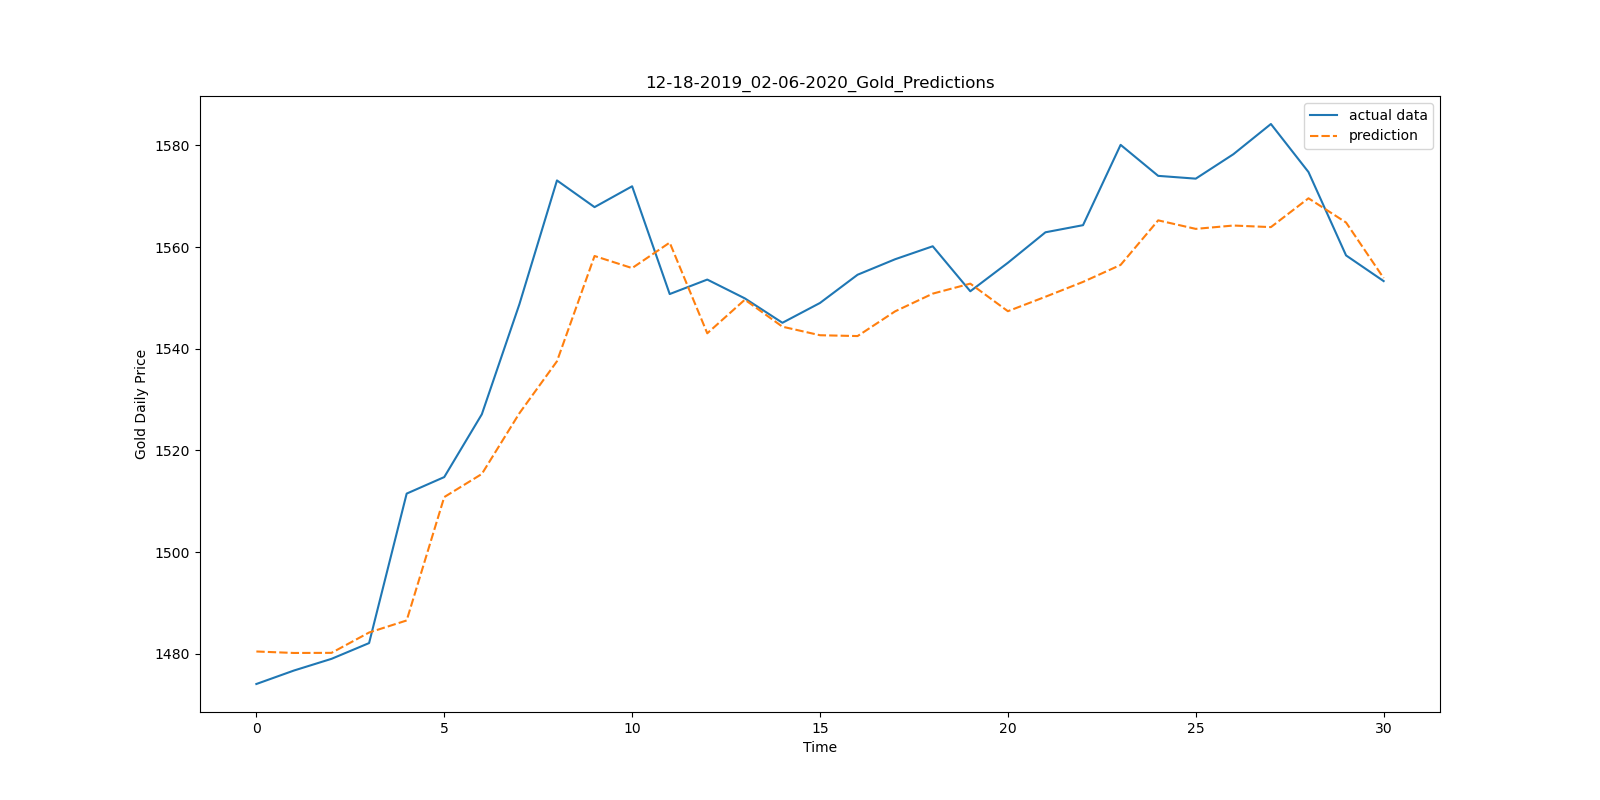 12-18-2019_02-06-2020_Gold_Predictions
actual data
prediction
Gold Daily Price
1580
1560
1540
1520
1500
1480
0 5 10 15 20 25 30
Time